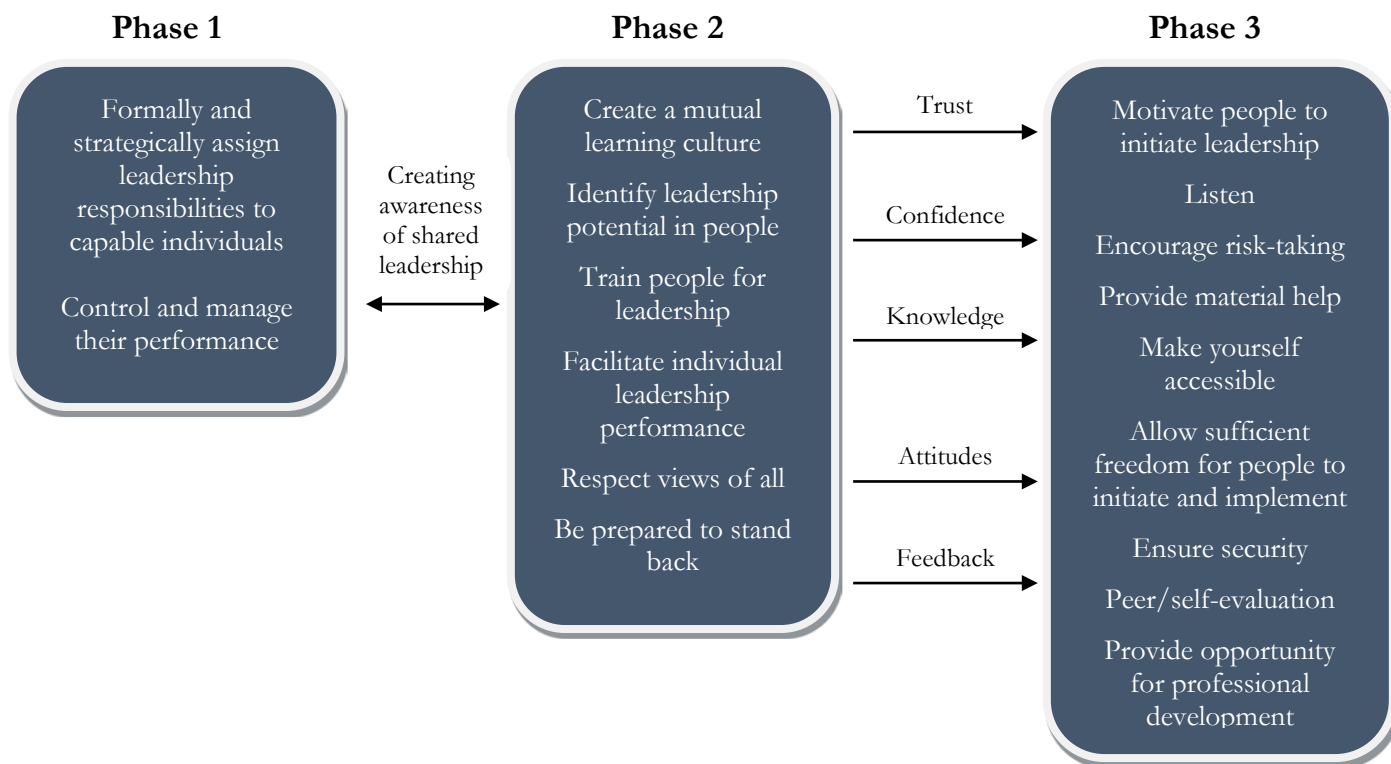 Phase 1
Formally and
strategically assign
leadership
responsibilities to
capable individuals
Control and manage
their performance
Creating
awareness
of shared
leadership
Phase 2
Create a mutual
learning culture
Identify leadership
potential in people
Train people for
leadership
Facilitate individual
leadership
performance
Respect views of all
Be prepared to stand
back
Trust
Confidence
Knowledge
Attitudes
Feedback
Phase 3
Motivate people to
initiate leadership
Listen
Encourage risk-taking
Provide material help
Make yourself
accessible
Allow sufficient
freedom for people to
initiate and implement
Ensure security
Peer/self-evaluation
Provide opportunity
for professional
development